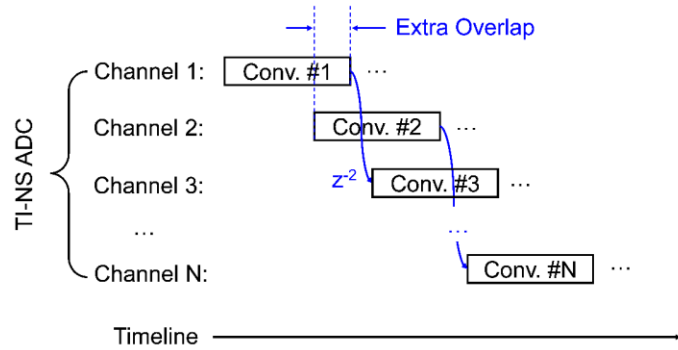 Extra Overlap
Channel 1: Conv. #1 ...
Channel 2: Conv. #2 ...
TI-NS ADC
Channel 3: z-2 Conv. #3 ...
... ...
Channel N: Conv. #N ...
Timeline